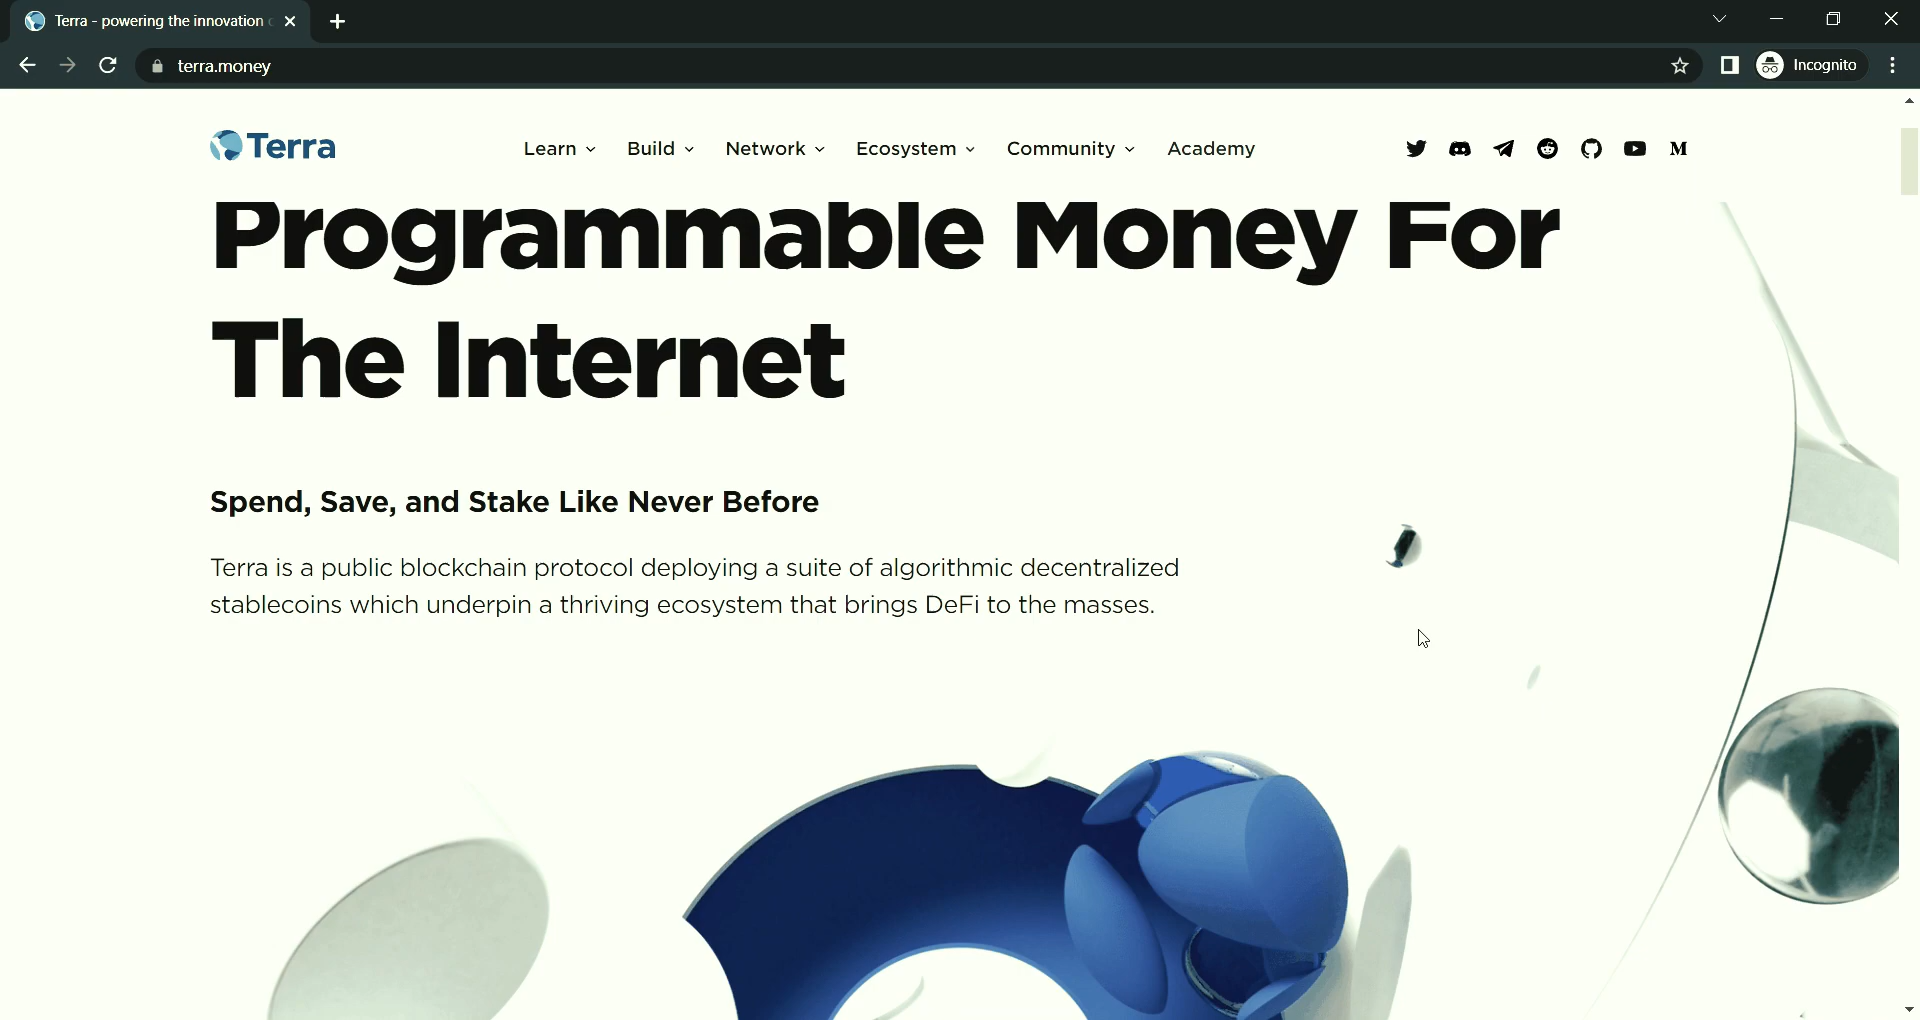 Terra - powering the innovation
terra.money
Incognito
Terra
Learn
Build
Network
Ecosystem
Community
Academy
M
Programmable Money For
The Internet
Spend, Save, and Stake Like Never Before
Terra is a public blockchain protocol deploying a suite of algorithmic decentralized
stablecoins which underpin a thriving ecosystem that brings DeFi to the masses.